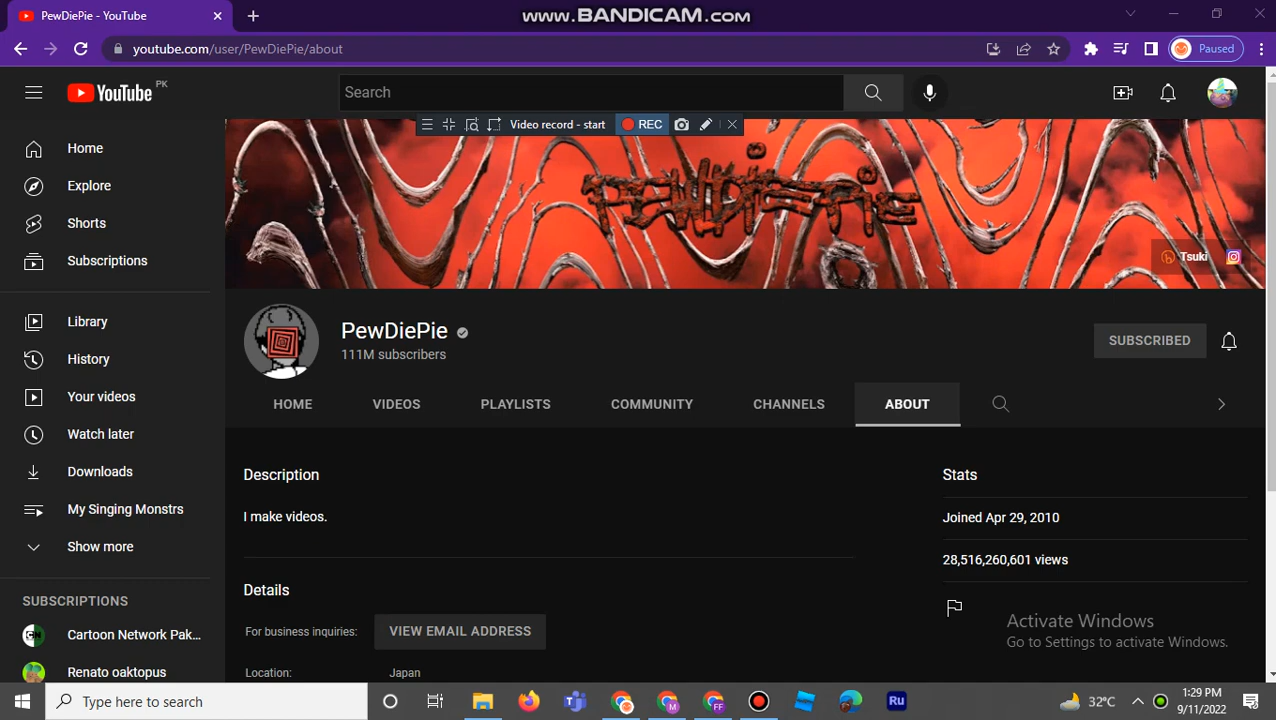 PewDiePie - YouTube
www.BANDICAM.com
youtube.com/user/PewDiePie/about
Paused
YouTube PK
Search
Video record - start
REC
Home
Explore
Shorts
Subscriptions
Library
History
Your videos
Watch later
Downloads
My Singing Monstrs
Show more
SUBSCRIPTIONS
Cartoon Network Pak...
Renato oaktopus
PEWDIEPIE
Tsuki
PewDiePie
111M subscribers
SUBSCRIBED
HOME
VIDEOS
PLAYLISTS
COMMUNITY
CHANNELS
ABOUT
Description
I make videos.
Details
For business inquiries:
VIEW EMAIL ADDRESS
Location:
Japan
Stats
Joined Apr 29, 2010
28,516,260,601 views
Activate Windows
Go to Settings to activate Windows.
Type here to search
M
FF
Ru
32°C
1:29 PM
9/11/2022